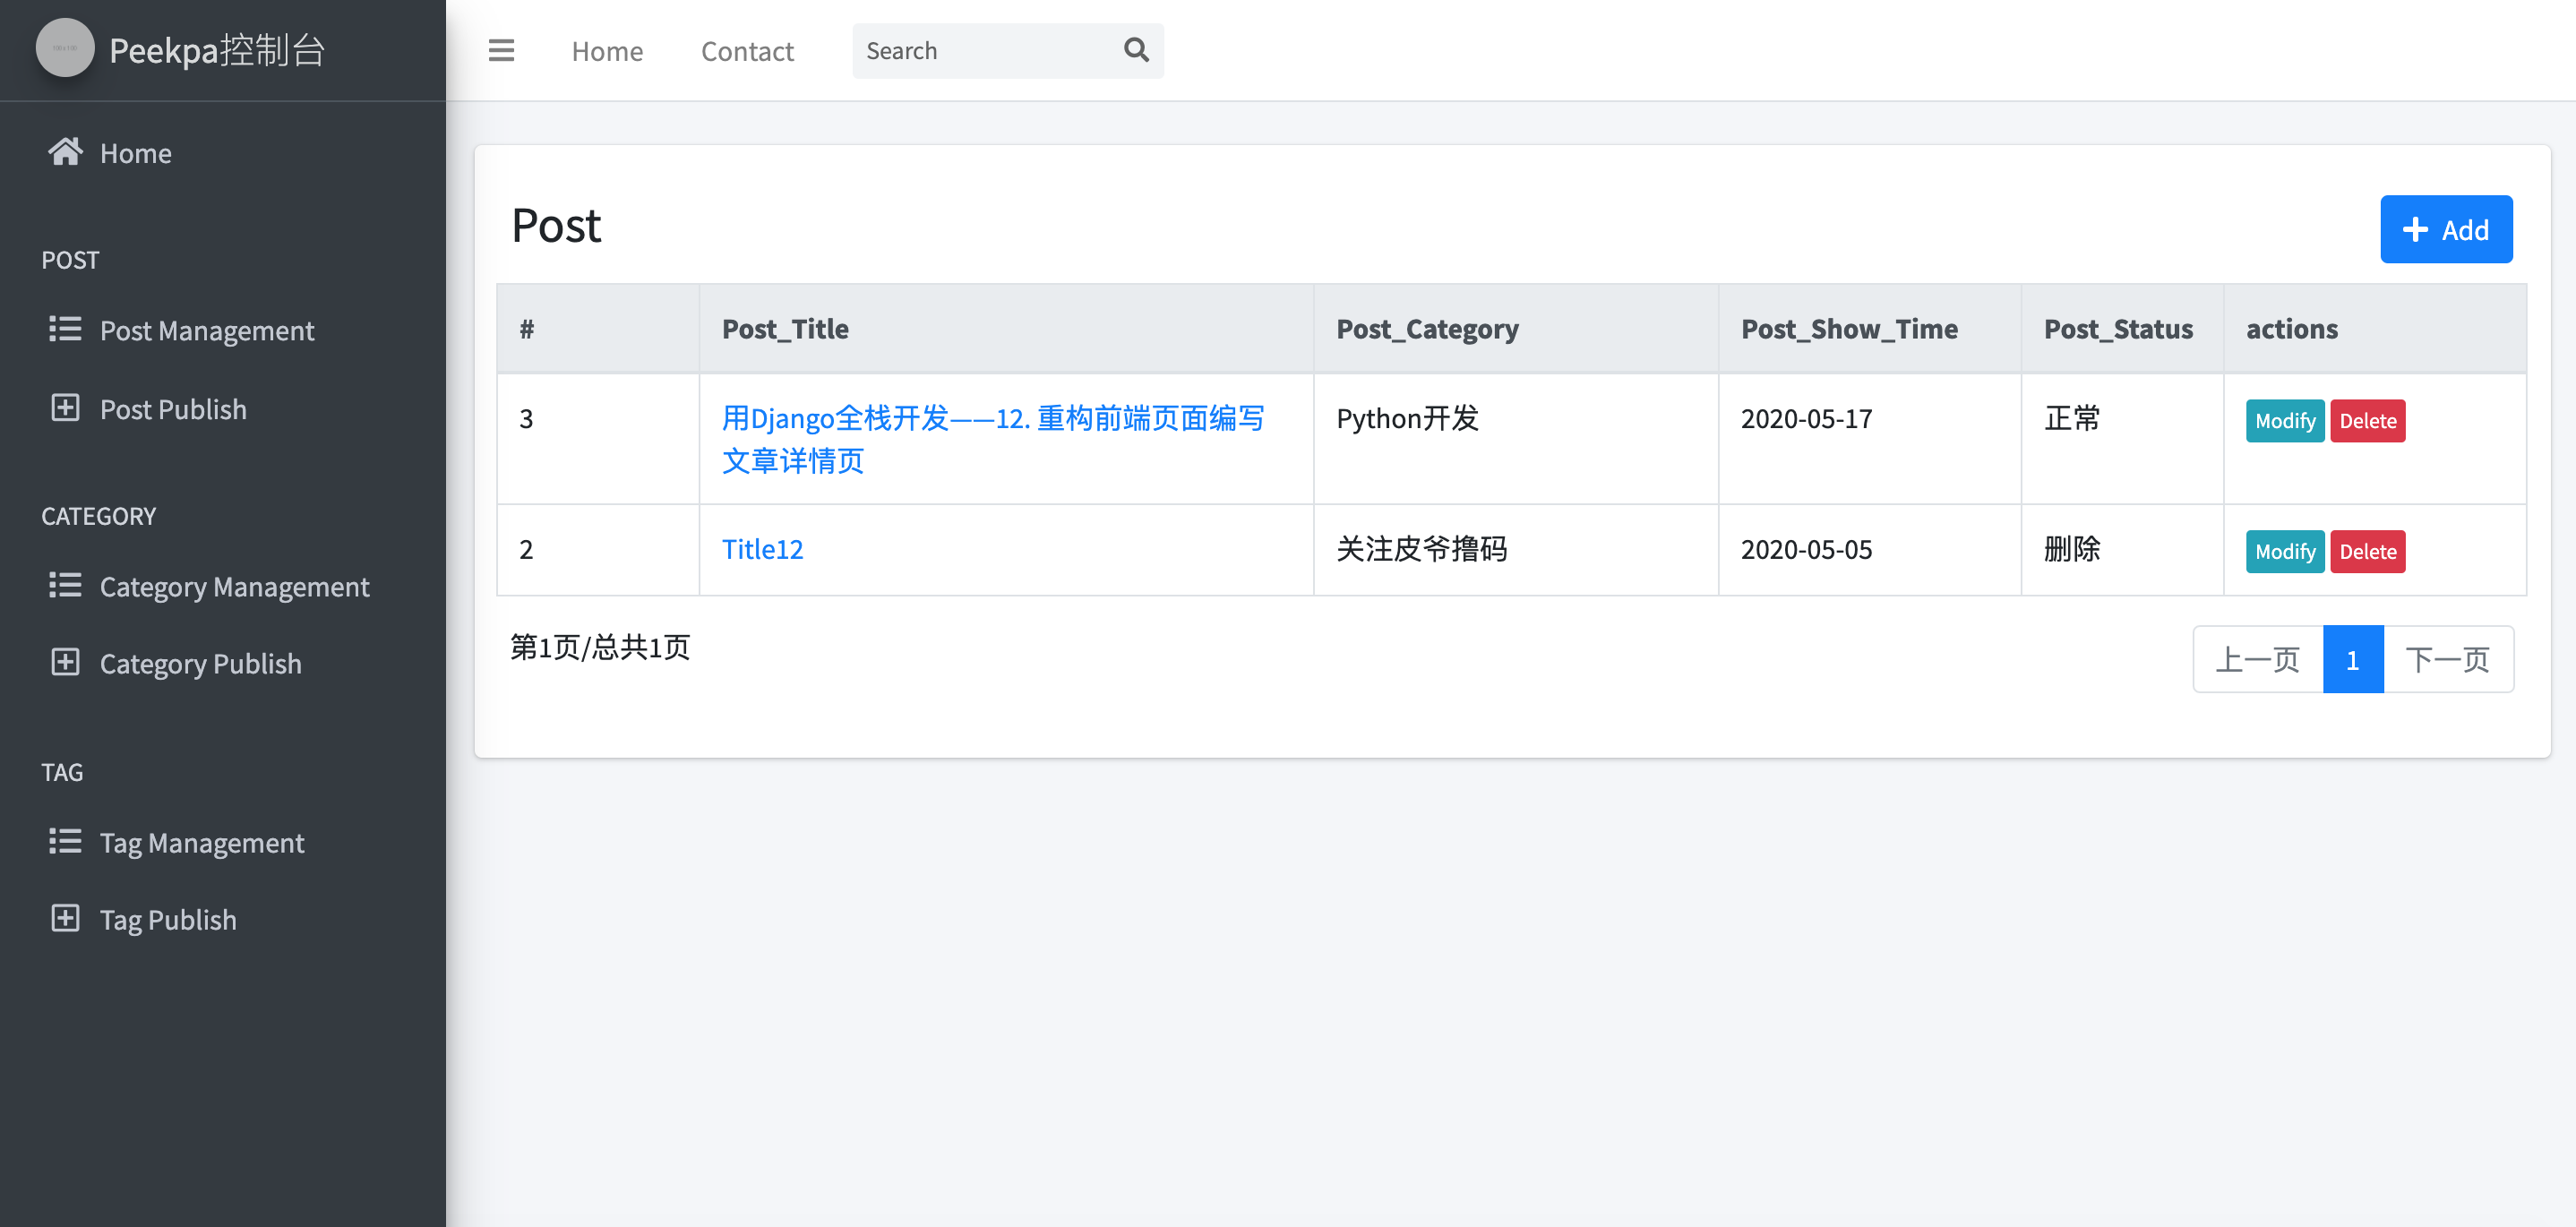 Peekpa控制台
Home
Contact
Search
Home
POST
Post Management
Post Publish
CATEGORY
Category Management
Category Publish
TAG
Tag Management
Tag Publish
Post
Add
# Post_Title Post_Category Post_Show_Time Post_Status actions
3 用Django全栈开发——12. 重构前端页面编写 Python开发 2020-05-17 正常 Modify Delete
文章详情页
2 Title12 关注皮爷撸码 2020-05-05 删除 Modify Delete
第1页/总共1页
上一页 1 下一页